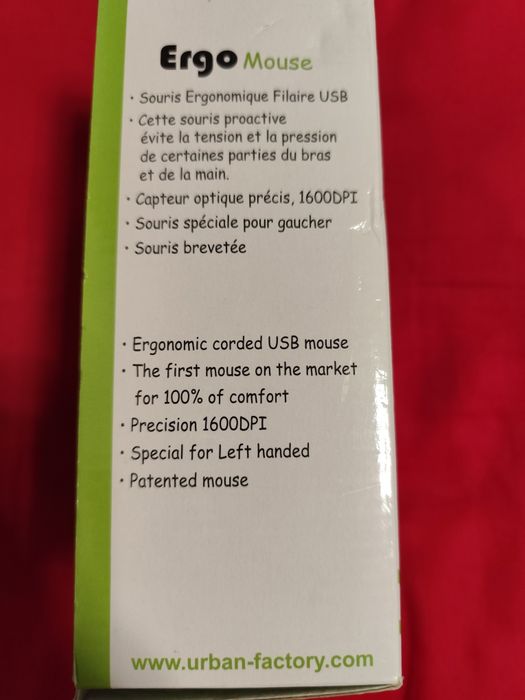 Ergo Mouse
· Souris Ergonomique Filaire USB
· Cette souris proactive
évite la tension et la pression
de certaines parties du bras
et de la main.
· Capteur optique précis, 1600DPI
· Souris spéciale pour gaucher
· Souris brevetée
· Ergonomic corded USB mouse
· The first mouse on the market
for 100% of comfort
· Precision 1600DPI
· Special for Left handed
· Patented mouse
www.urban-factory.com